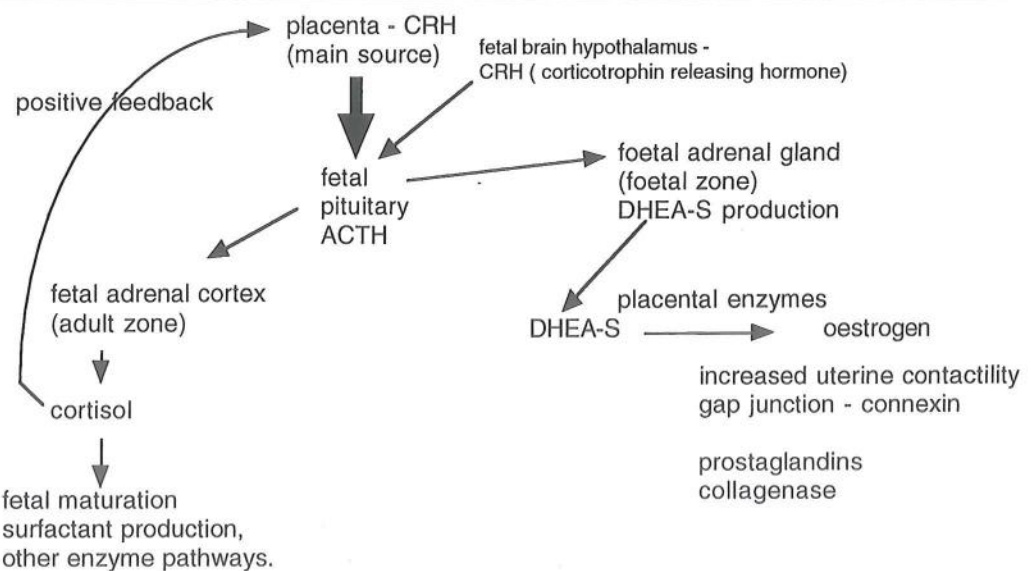 placenta - CRH
(main source)
fetal brain hypothalamus -
CRH ( corticotrophin releasing hormone)
positive feedback
fetal
pituitary
ACTH
foetal adrenal gland
(foetal zone)
DHEA-S production
fetal adrenal cortex
(adult zone)
placental enzymes
DHEA-S
oestrogen
increased uterine contactility
gap junction - connexin
cortisol
prostaglandins
collagenase
fetal maturation
surfactant production,
other enzyme pathways.